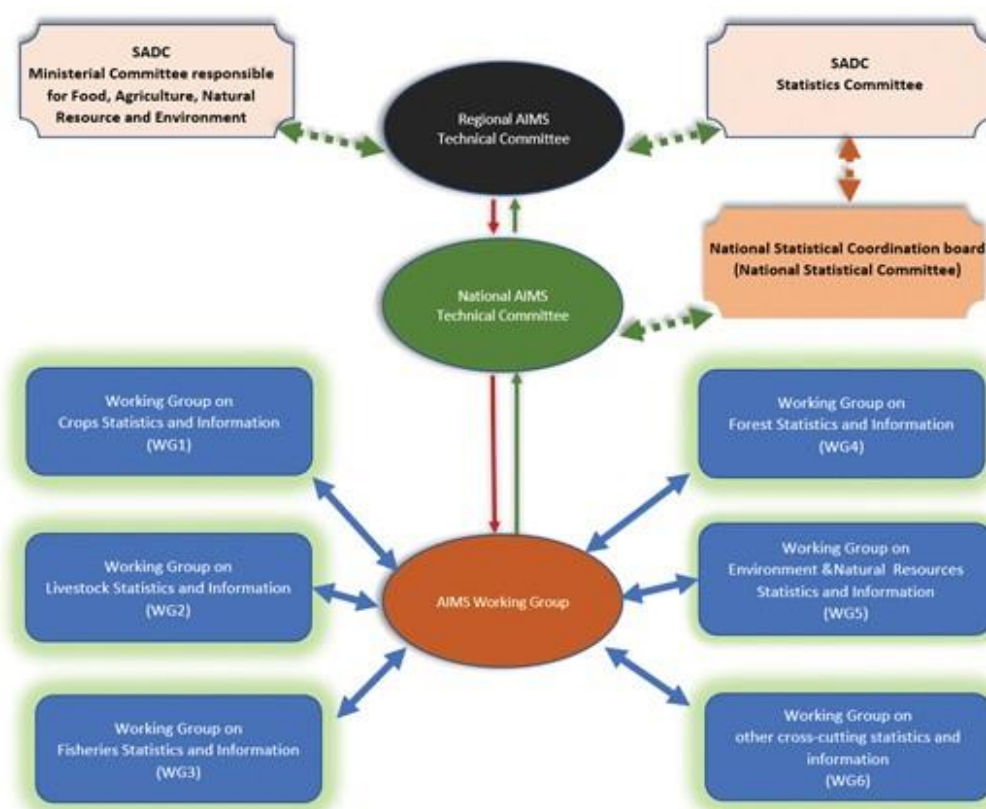 SADC
Ministerial Committee responsible
for Food, Agriculture, Natural
Resource and Environment
Regional AIMS
Technical Committee
SADC
Statistics Committee
National Statistical Coordination board
(National Statistical Committee)
National AIMS
Technical Committee
Working Group on
Crops Statistics and Information
(WG1)
Working Group on
Forest Statistics and Information
(WG4)
Working Group on
Livestock Statistics and Information
(WG2)
AIMS Working Group
Working Group on
Environment &Natural Resources
Statistics and Information
(WG5)
Working Group on
Fisheries Statistics and Information
(WG3)
Working Group on
other cross-cutting statistics and
information
(WG6)